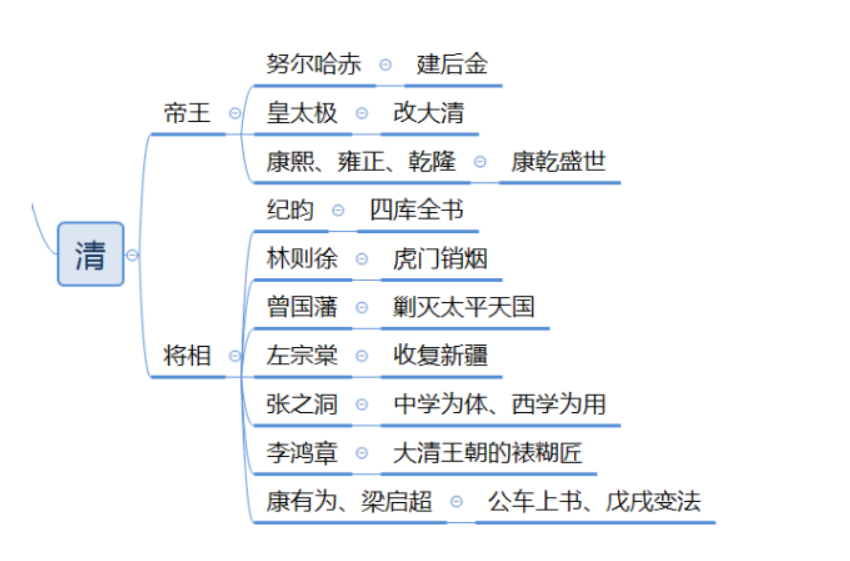 努尔哈赤 建后金
帝王 皇太极 改大清
康熙、雍正、乾隆 康乾盛世
纪昀 四库全书
清
林则徐 虎门销烟
曾国藩 剿灭太平天国
将相 左宗棠 收复新疆
张之洞 中学为体、西学为用
李鸿章 大清王朝的裱糊匠
康有为、梁启超 公车上书、戊戌变法